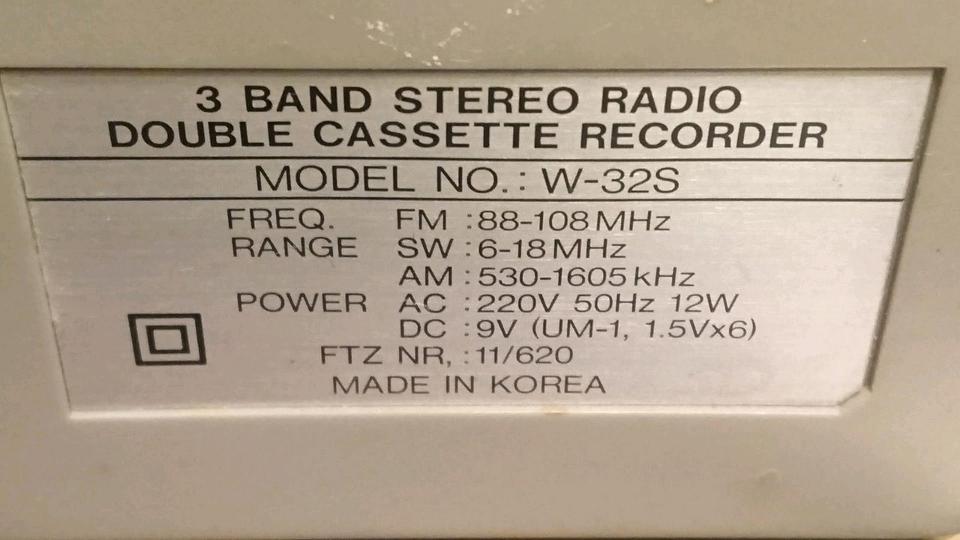 3 BAND STEREO RADIO
DOUBLE CASSETTE RECORDER
MODEL NO.: W-32S
FREQ. FM : 88-108 MHz
RANGE SW : 6-18 MHz
AM : 530-1605 kHz
POWER AC : 220V 50Hz 12W
DC : 9V (UM-1, 1.5Vx6)
FTZ NR, : 11/620
MADE IN KOREA